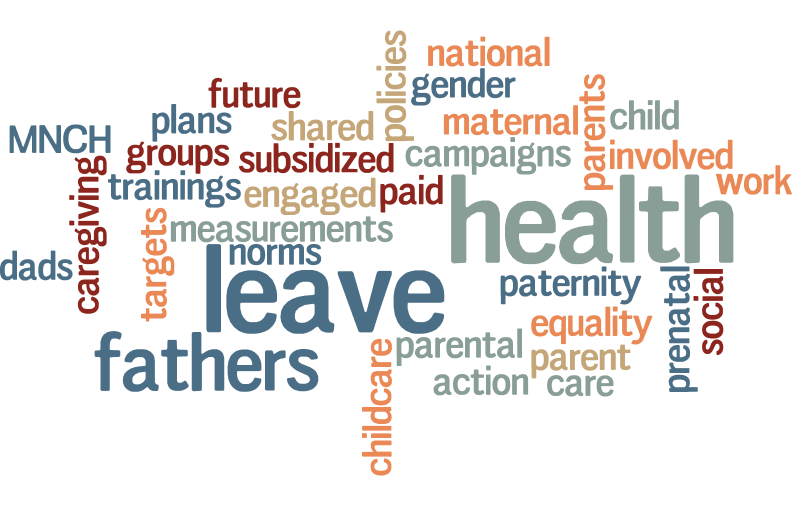 policies
national
gender
future
plans
shared
maternal
parents
child
MNCH
groups
subsidized
campaigns
involved
caregiving
trainings
engaged
paid
work
health
targets
measurements
dads
norms
leave
paternity
prenatal
social
equality
fathers
childcare
parental
parent
action
care